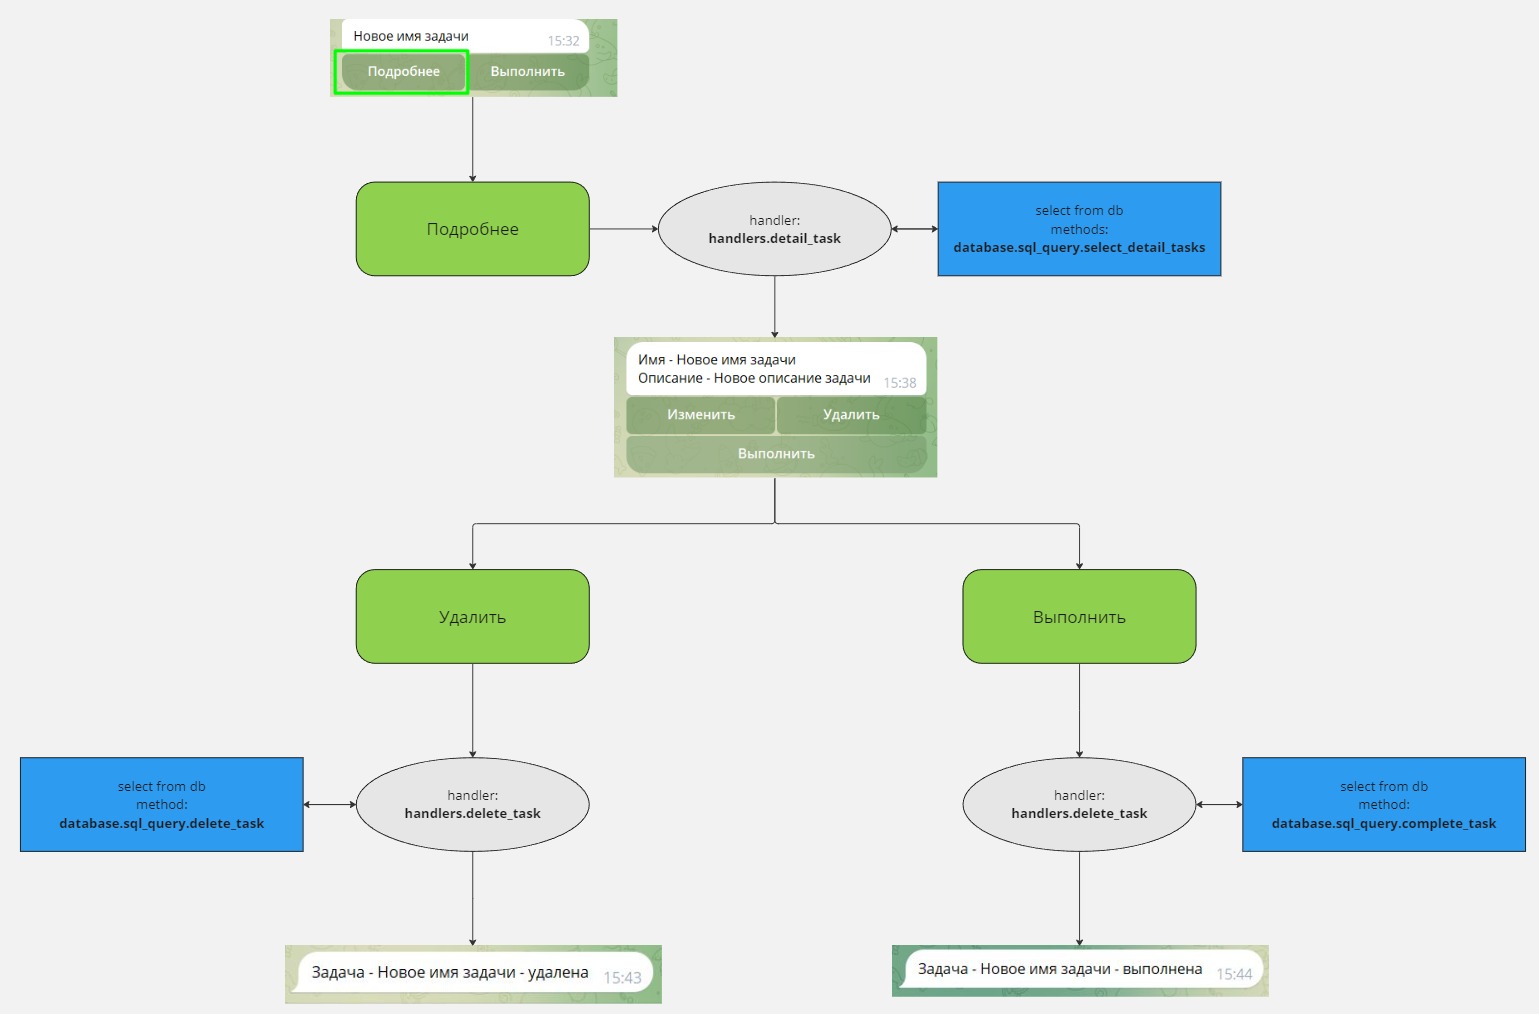 Новое имя задачи
15:32
Подробнее
Выполнить
Подробнее
handler:
handlers.detail_task
select from db
methods:
database.sql_query.select_detail_tasks
Имя - Новое имя задачи
Описание - Новое описание задачи
15:38
Изменить
Удалить
Выполнить
Удалить
Выполнить
select from db
method:
database.sql_query.delete_task
handler:
handlers.delete_task
handler:
handlers.delete_task
select from db
method:
database.sql_query.complete_task
Задача - Новое имя задачи - удалена
15:43
Задача - Новое имя задачи - выполнена
15:44